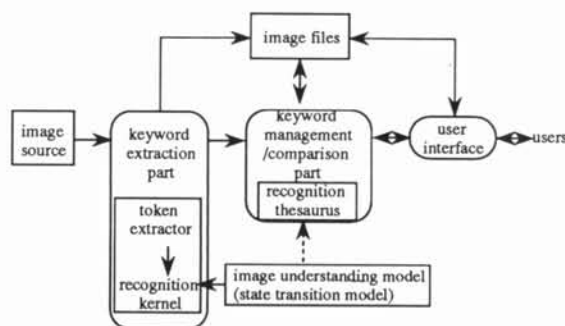 image files
image
source
keyword
extraction
part
keyword
management
/comparison
part
user
interface
users
recognition
thesaurus
token
extractor
recognition
kernel
image understanding model
(state transition model)